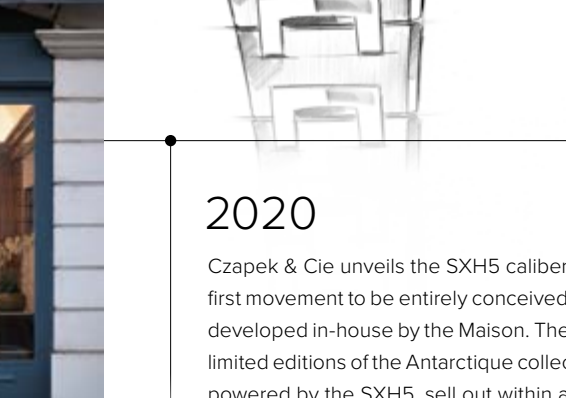 2020
Czapek & Cie unveils the SXH5 caliber
first movement to be entirely conceived
developed in-house by the Maison. The
limited editions of the Antarctique collec
powered by the SXH5, sell out within a